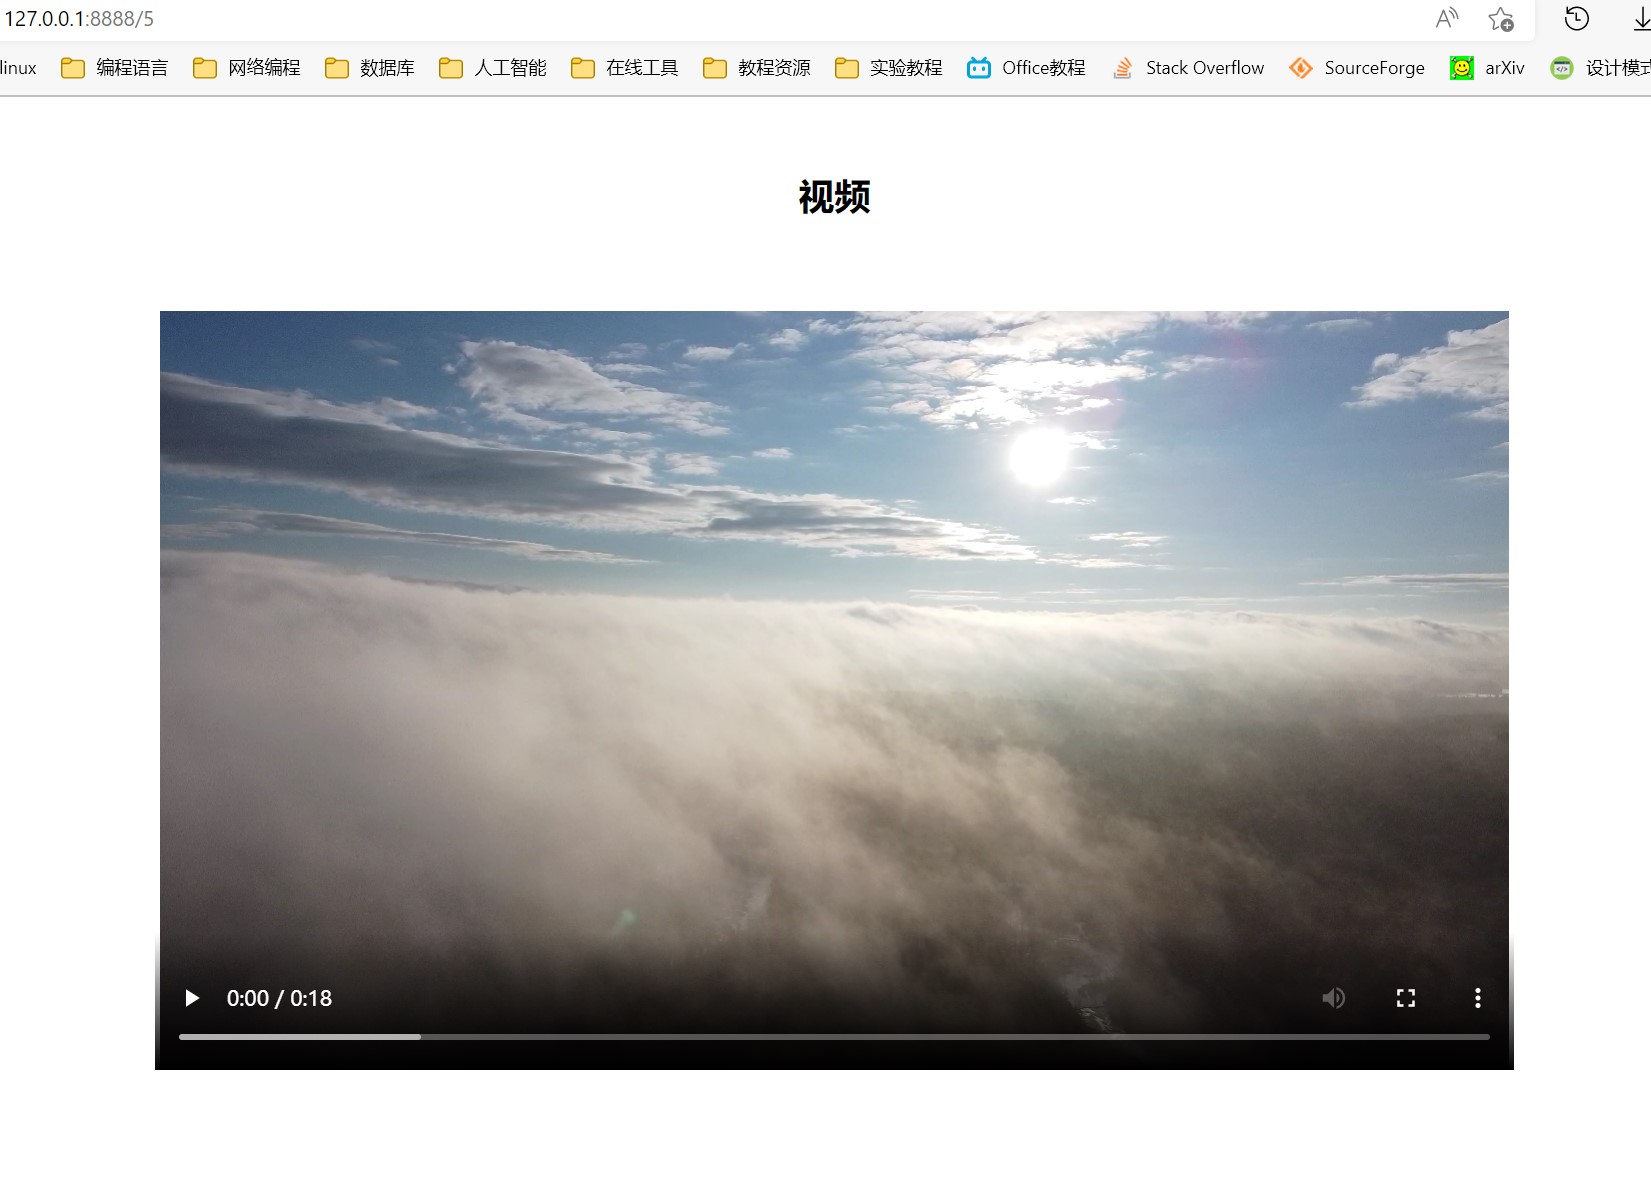 127.0.0.1:8888/5
linux 编程语言 网络编程 数据库 人工智能 在线工具 教程资源 实验教程 Office教程 Stack Overflow SourceForge arXiv 设计模式
视频
0:00 / 0:18